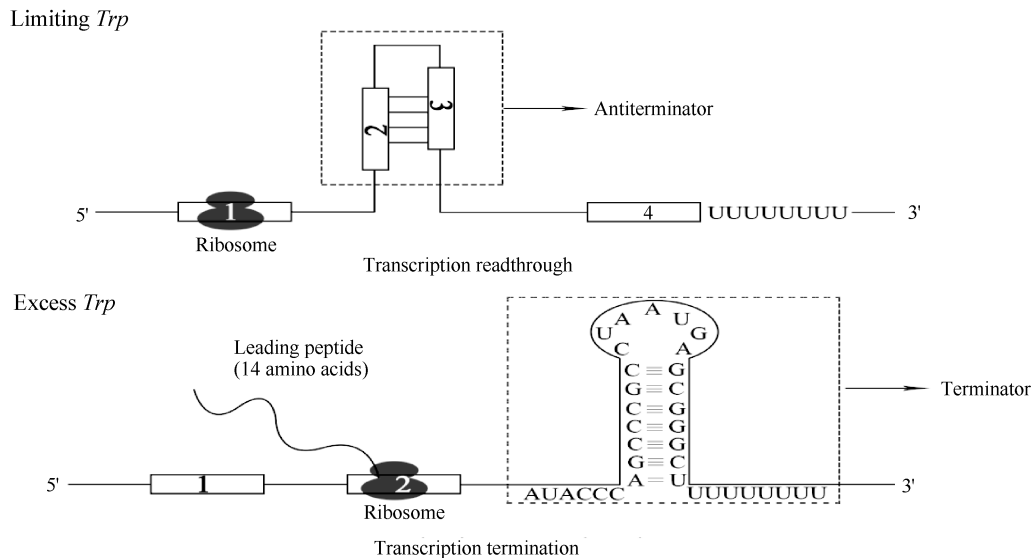 Limiting Trp
2
3
Antiterminator
5'
1
4
UUUUUUUU
3'
Ribosome
Transcription readthrough
Excess Trp
Leading peptide
(14 amino acids)
A
A U
U G
C A
C≡G
G≡C
C≡G
C≡G
C≡G
G≡C
A=U
Terminator
5'
1
2
AUACCC
UUUUUUUU
3'
Ribosome
Transcription termination